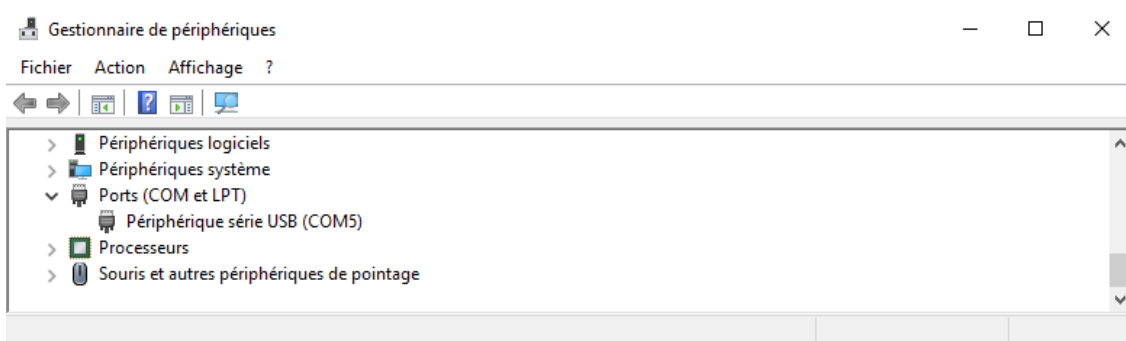 Gestionnaire de périphériques
Fichier Action Affichage ?
?
Périphériques logiciels
Périphériques système
Ports (COM et LPT)
Périphérique série USB (COM5)
Processeurs
Souris et autres périphériques de pointage